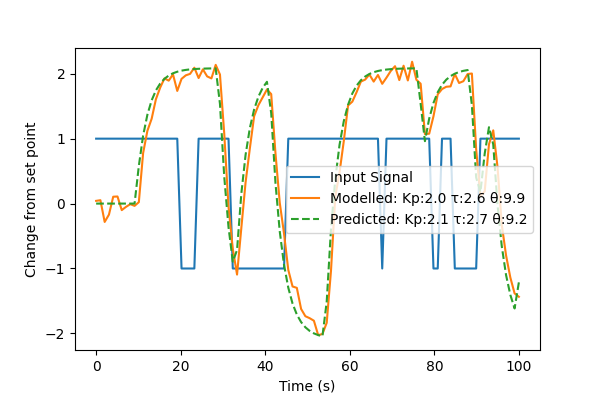 Change from set point
2
1
0
−1
−2
Input Signal
Modelled: Kp:2.0 τ:2.6 θ:9.9
Predicted: Kp:2.1 τ:2.7 θ:9.2
0 20 40 60 80 100
Time (s)